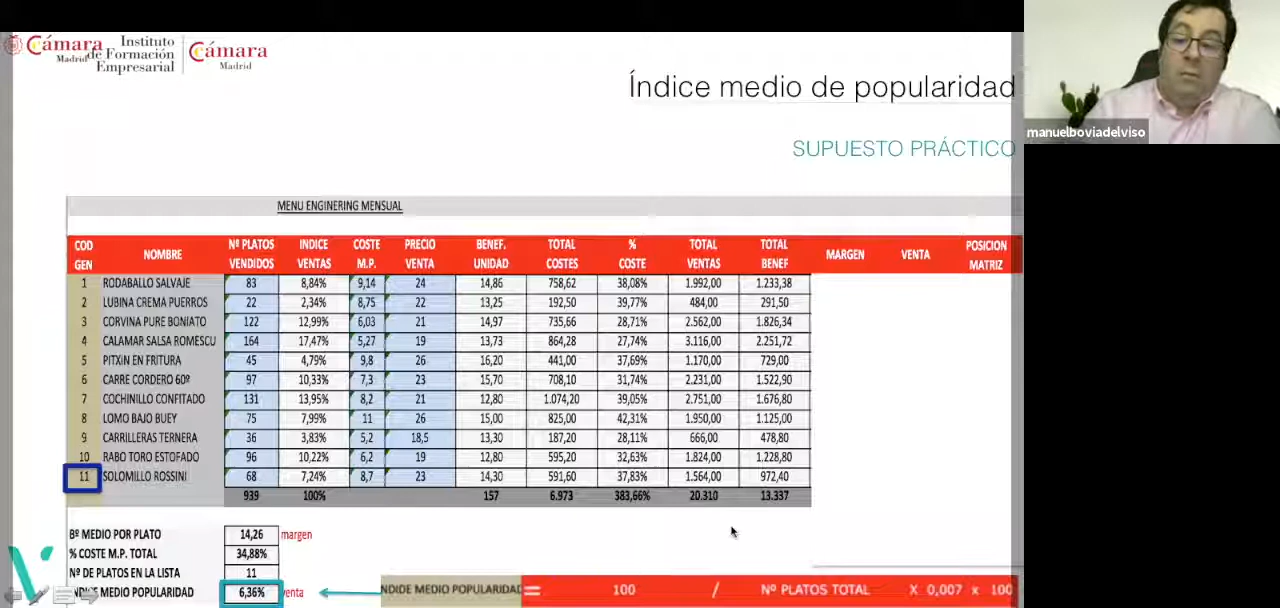 Cámara
Madrid
Instituto
de Formación
Empresarial
Cámara
Madrid
Índice medio de popularidad
manuelboviadelviso
SUPUESTO PRÁCTICO
MENU ENGINERING MENSUAL
COD GEN NOMBRE Nº PLATOS VENDIDOS INDICE VENTAS COSTE M.P. PRECIO VENTA BENEF. UNIDAD TOTAL COSTES % COSTE TOTAL VENTAS TOTAL BENEF MARGEN VENTA POSICION MATRIZ
1 RODABALLO SALVAJE 83 8,84% 9,14 24 14,86 758,62 38,08% 1.992,00 1.233,38
2 LUBINA CREMA PUERROS 22 2,34% 8,75 22 13,25 192,50 39,77% 484,00 291,50
3 CORVINA PURE BONIATO 122 12,99% 6,03 21 14,97 735,66 28,71% 2.562,00 1.826,34
4 CALAMAR SALSA ROMESCU 164 17,47% 5,27 19 13,73 864,28 27,74% 3.116,00 2.251,72
5 PITXiN EN FRITURA 45 4,79% 9,8 26 16,20 441,00 37,69% 1.170,00 729,00
6 CARRE CORDERO 60º 97 10,33% 7,3 23 15,70 708,10 31,74% 2.231,00 1.522,90
7 COCHINILLO CONFITADO 131 13,95% 8,2 21 12,80 1.074,20 39,05% 2.751,00 1.676,80
8 LOMO BAJO BUEY 75 7,99% 11 26 15,00 825,00 42,31% 1.950,00 1.125,00
9 CARRILLERAS TERNERA 36 3,83% 5,2 18,5 13,30 187,20 28,11% 666,00 478,80
10 RABO TORO ESTOFADO 96 10,22% 6,2 19 12,80 595,20 32,63% 1.824,00 1.228,80
11 SOLOMILLO ROSSINI 68 7,24% 8,7 23 14,30 591,60 37,83% 1.564,00 972,40
939 100% 157 6.973 383,66% 20.310 13.337
Bº MEDIO POR PLATO 14,26 margen
% COSTE M.P. TOTAL 34,88%
Nº DE PLATOS EN LA LISTA 11
INDICE MEDIO POPULARIDAD 6,36% venta
INDIDE MEDIO POPULARIDAD = 100 / Nº PLATOS TOTAL X 0,007 x 100